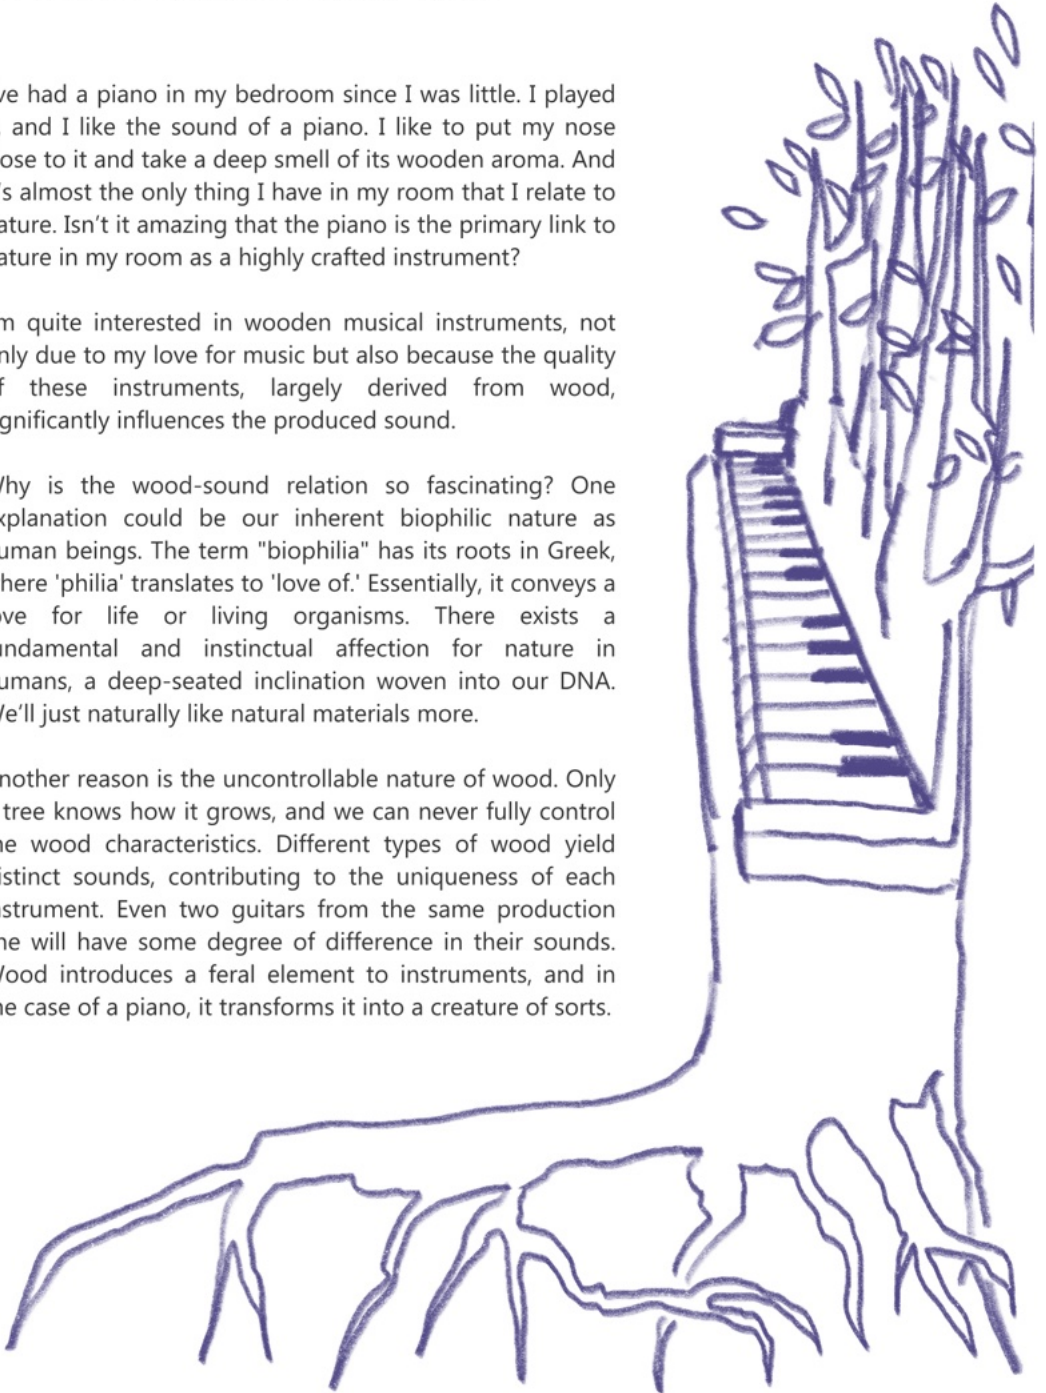 ve had a piano in my bedroom since I was little. I played
, and I like the sound of a piano. I like to put my nose
ose to it and take a deep smell of its wooden aroma. And
's almost the only thing I have in my room that I relate to
ature. Isn't it amazing that the piano is the primary link to
ature in my room as a highly crafted instrument?
m quite interested in wooden musical instruments, not
nly due to my love for music but also because the quality
f these instruments, largely derived from wood,
gnificantly influences the produced sound.
Why is the wood-sound relation so fascinating? One
xplanation could be our inherent biophilic nature as
uman beings. The term "biophilia" has its roots in Greek,
here 'philia' translates to 'love of.' Essentially, it conveys a
ove for life or living organisms. There exists a
undamental and instinctual affection for nature in
umans, a deep-seated inclination woven into our DNA.
We'll just naturally like natural materials more.
nother reason is the uncontrollable nature of wood. Only
tree knows how it grows, and we can never fully control
he wood characteristics. Different types of wood yield
istinct sounds, contributing to the uniqueness of each
nstrument. Even two guitars from the same production
ne will have some degree of difference in their sounds.
Wood introduces a feral element to instruments, and in
he case of a piano, it transforms it into a creature of sorts.